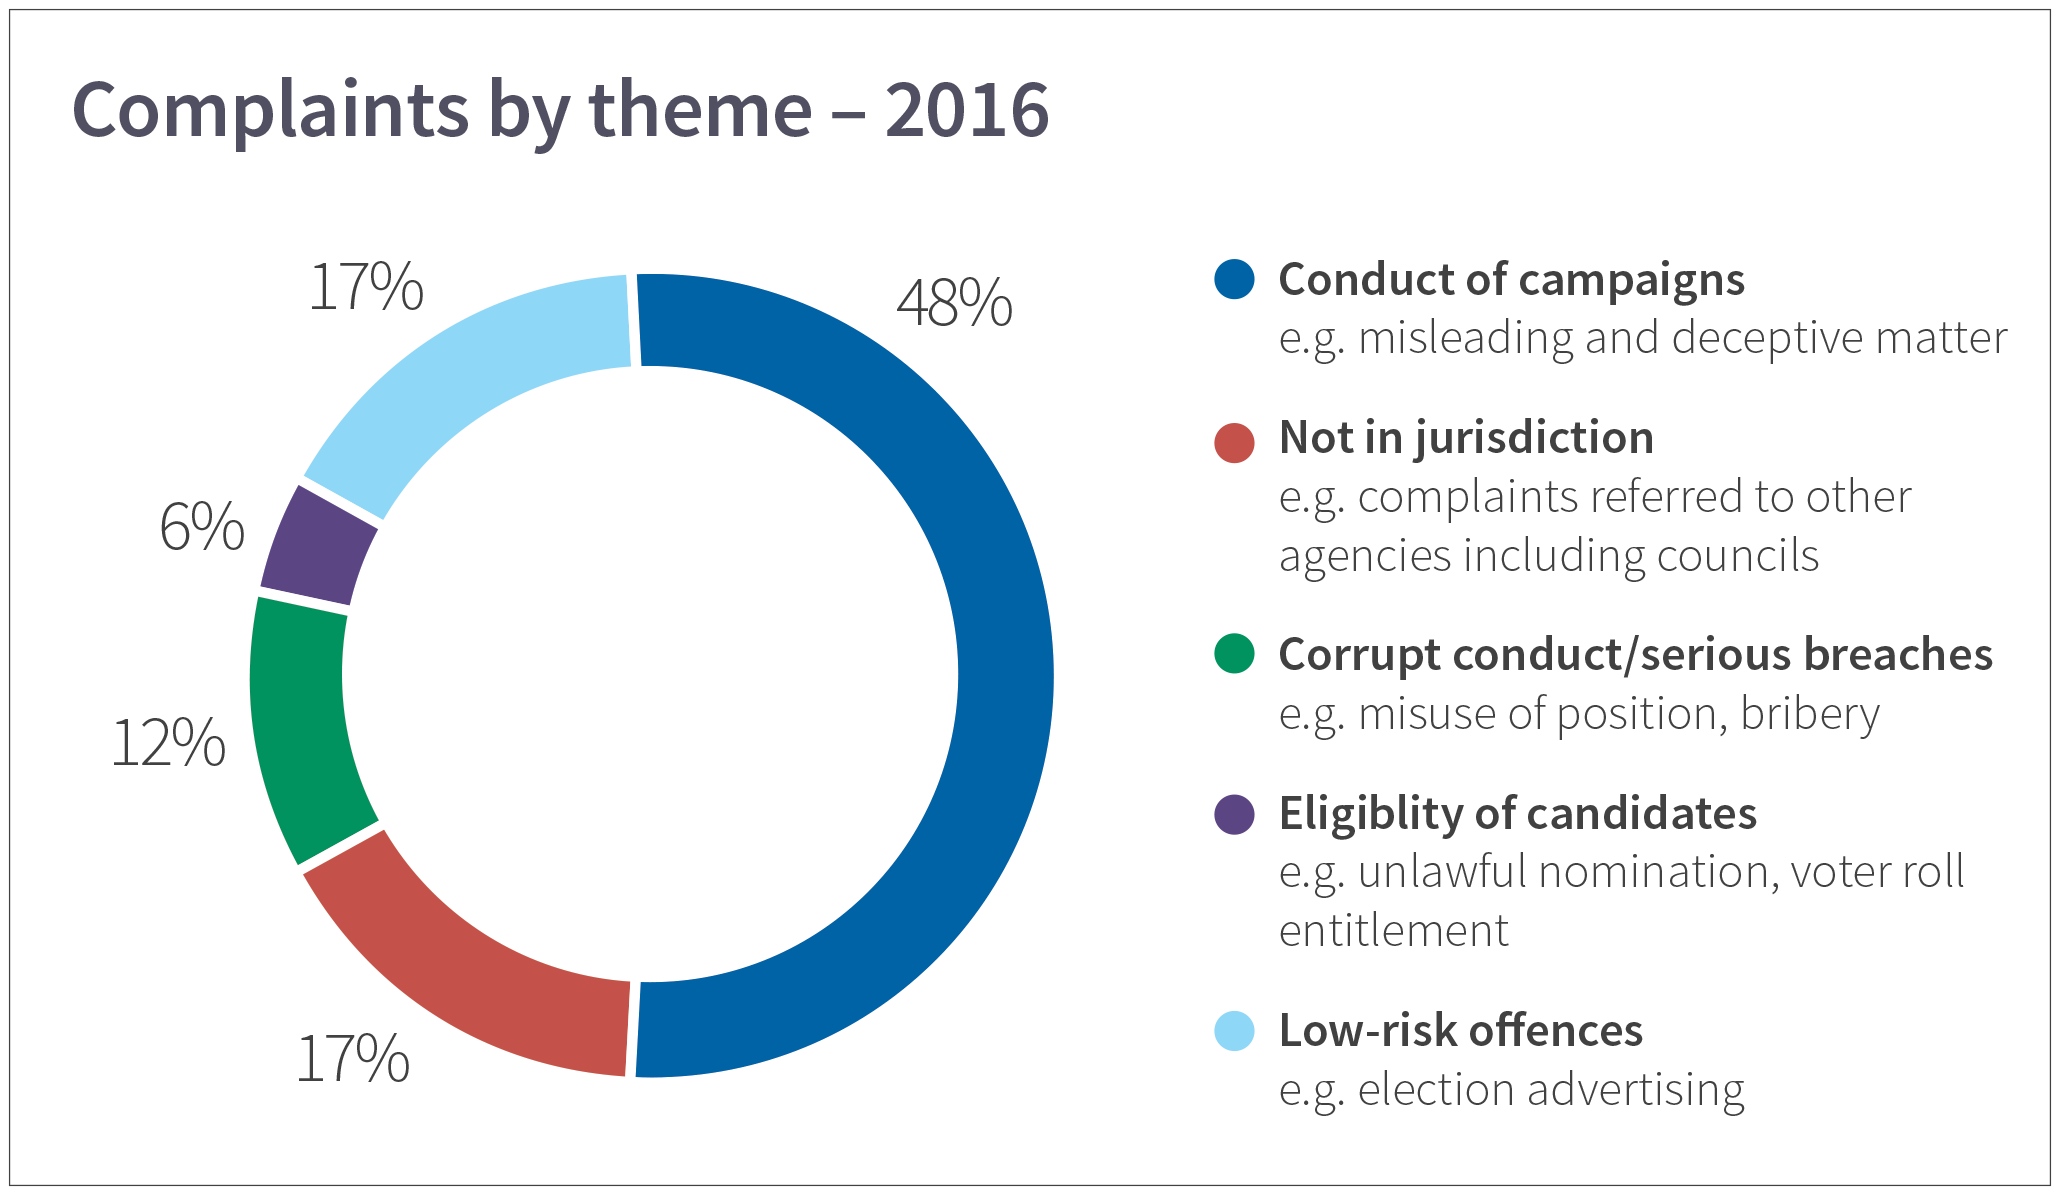 Complaints by theme – 2016
17%
48%
6%
12%
17%
Conduct of campaigns
e.g. misleading and deceptive matter
Not in jurisdiction
e.g. complaints referred to other
agencies including councils
Corrupt conduct/serious breaches
e.g. misuse of position, bribery
Eligiblity of candidates
e.g. unlawful nomination, voter roll
entitlement
Low-risk offences
e.g. election advertising